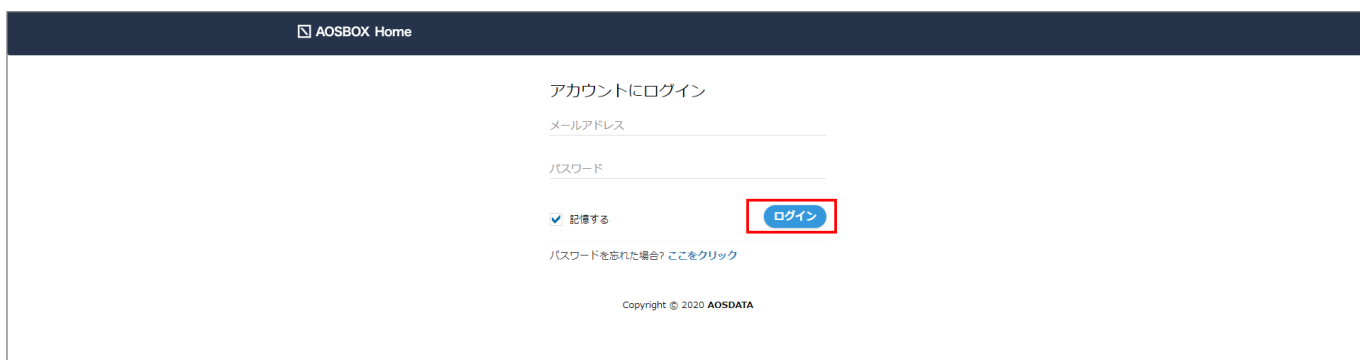 AOSBOX Home
アカウントにログイン
メールアドレス
パスワード
記憶する
ログイン
パスワードを忘れた場合? ここをクリック
Copyright © 2020 AOSDATA